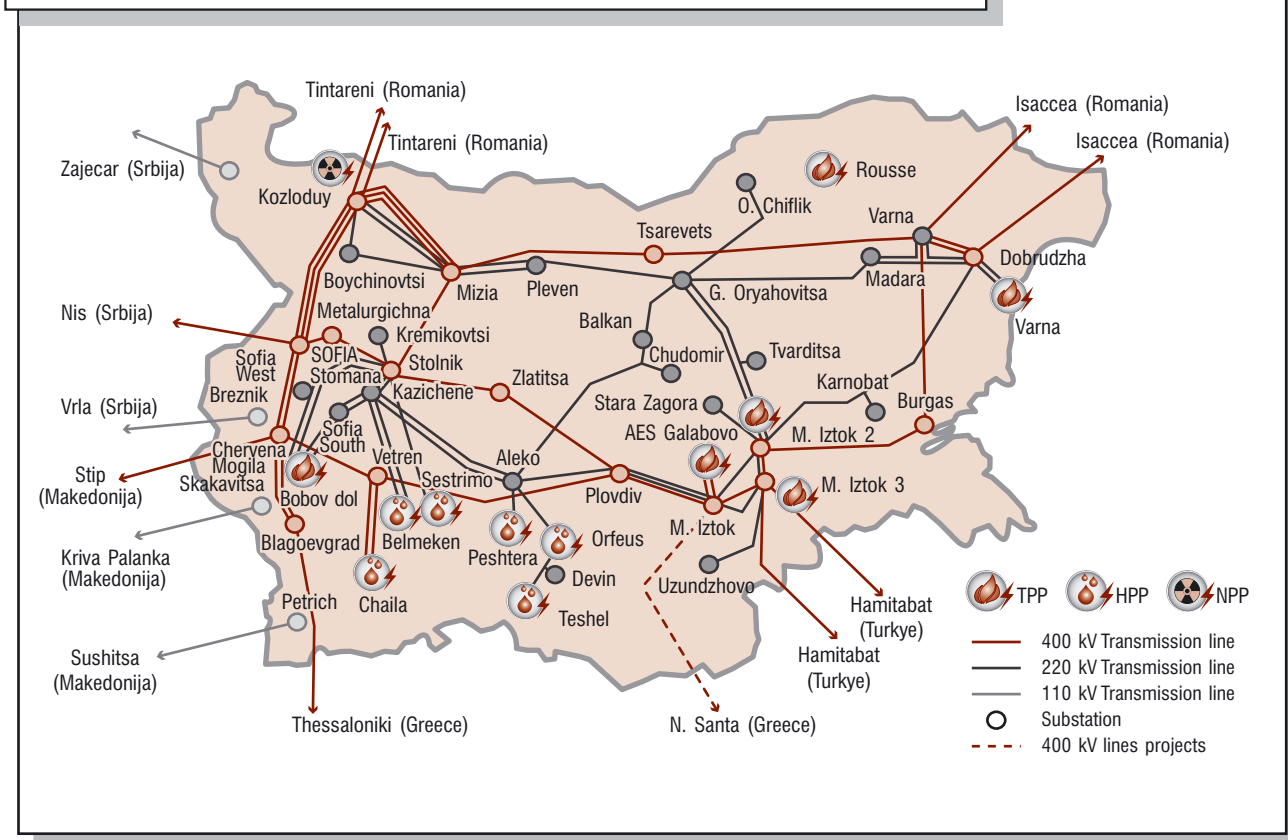 Tintareni (Romania)
Tintareni (Romania)
Isaccea (Romania)
Isaccea (Romania)
Zajecar (Srbija)
Kozloduy
Rousse
O. Chiflik
Varna
Tsarevets
Dobrudzha
Boychinovtsi
Mizia
Pleven
G. Oryahovitsa
Madara
Varna
Nis (Srbija)
Metalurgichna
Kremikovtsi
Balkan
Chudomir
Tvarditsa
Sofia
West
SOFIA
Stolnik
Stomana
Kazichene
Zlatitsa
Karnobat
Breznik
Vrla (Srbija)
Stara Zagora
Burgas
Sofia
South
AES Galabovo
M. Iztok 2
Cheryena
Mogila
Vetren
Aleko
Skakavitsa
Sestrimo
Stip
(Makedonija)
Bobov dol
Plovdiv
M. Iztok 3
M. Iztok
Blagoevgrad
Belmeken
Peshtera
Orfeus
Kriva Palanka
(Makedonija)
Devin
Uzundzhovo
Chaila
Teshel
Petrich
Hamitabat
(Turkye)
Hamitabat
(Turkye)
Sushitsa
(Makedonija)
Thessaloniki (Greece)
N. Santa (Greece)
TPP
HPP
NPP
400 kV Transmission line
220 kV Transmission line
110 kV Transmission line
Substation
400 kV lines projects